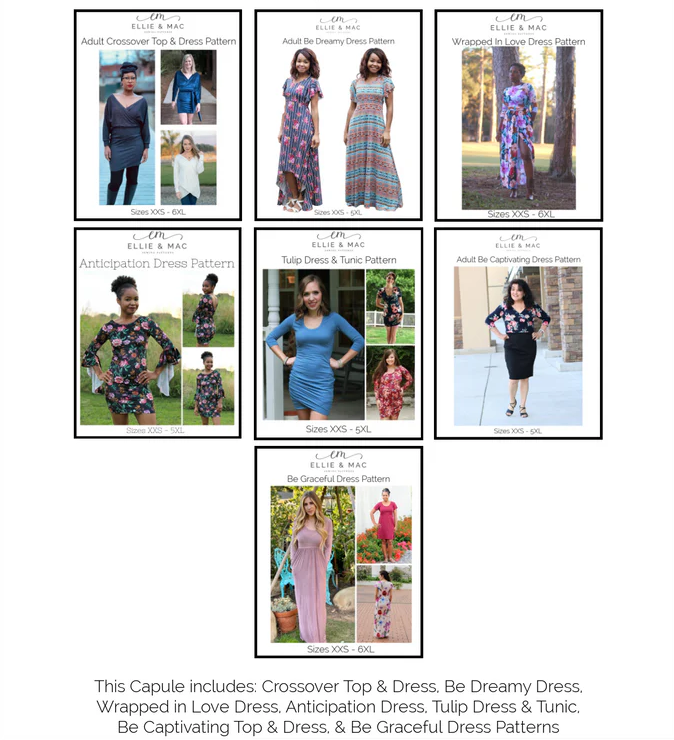 em
ELLIE & MAC
Adult Crossover Top & Dress Pattern
Sizes XXS - 6XL
em
ELLIE & MAC
Adult Be Dreamy Dress Pattern
Sizes XXS - 5XL
em
ELLIE & MAC
Wrapped In Love Dress Pattern
Sizes XXS - 6XL
em
ELLIE & MAC
Anticipation Dress Pattern
Sizes XXS - 5XL
em
ELLIE & MAC
Tulip Dress & Tunic Pattern
Sizes XXS - 5XL
em
ELLIE & MAC
Adult Be Captivating Dress Pattern
Sizes XXS - 5XL
em
ELLIE & MAC
Be Graceful Dress Pattern
Sizes XXS - 6XL
This Capule includes: Crossover Top & Dress, Be Dreamy Dress,
Wrapped in Love Dress, Anticipation Dress, Tulip Dress & Tunic,
Be Captivating Top & Dress, & Be Graceful Dress Patterns